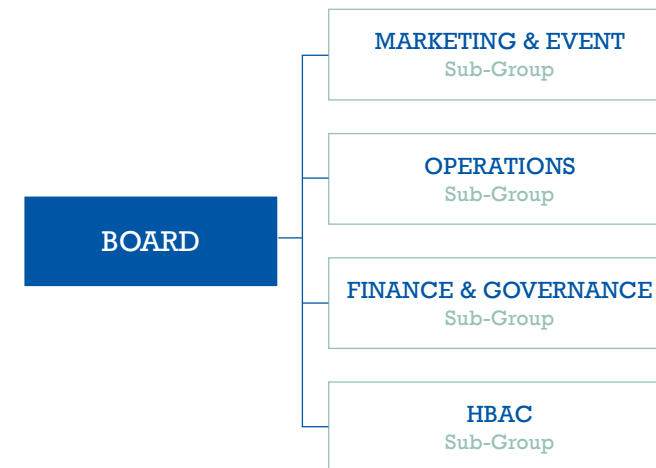 MARKETING & EVENT
Sub-Group
OPERATIONS
Sub-Group
BOARD
FINANCE & GOVERNANCE
Sub-Group
HBAC
Sub-Group